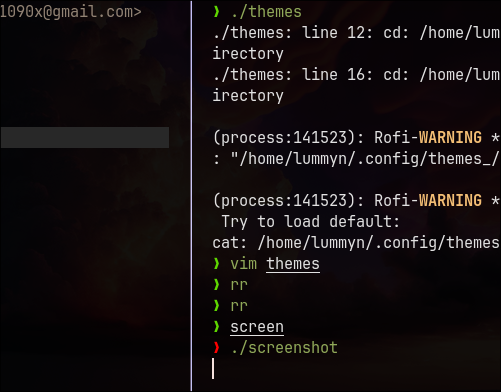 1090x@gmail.com>
❯ ./themes
./themes: line 12: cd: /home/lum
irectory
./themes: line 16: cd: /home/lum
irectory
(process:141523): Rofi-WARNING *
: "/home/lummyn/.config/themes_/
(process:141523): Rofi-WARNING *
Try to load default:
cat: /home/lummyn/.config/themes
❯ vim themes
❯ rr
❯ rr
❯ screen
❯ ./screenshot